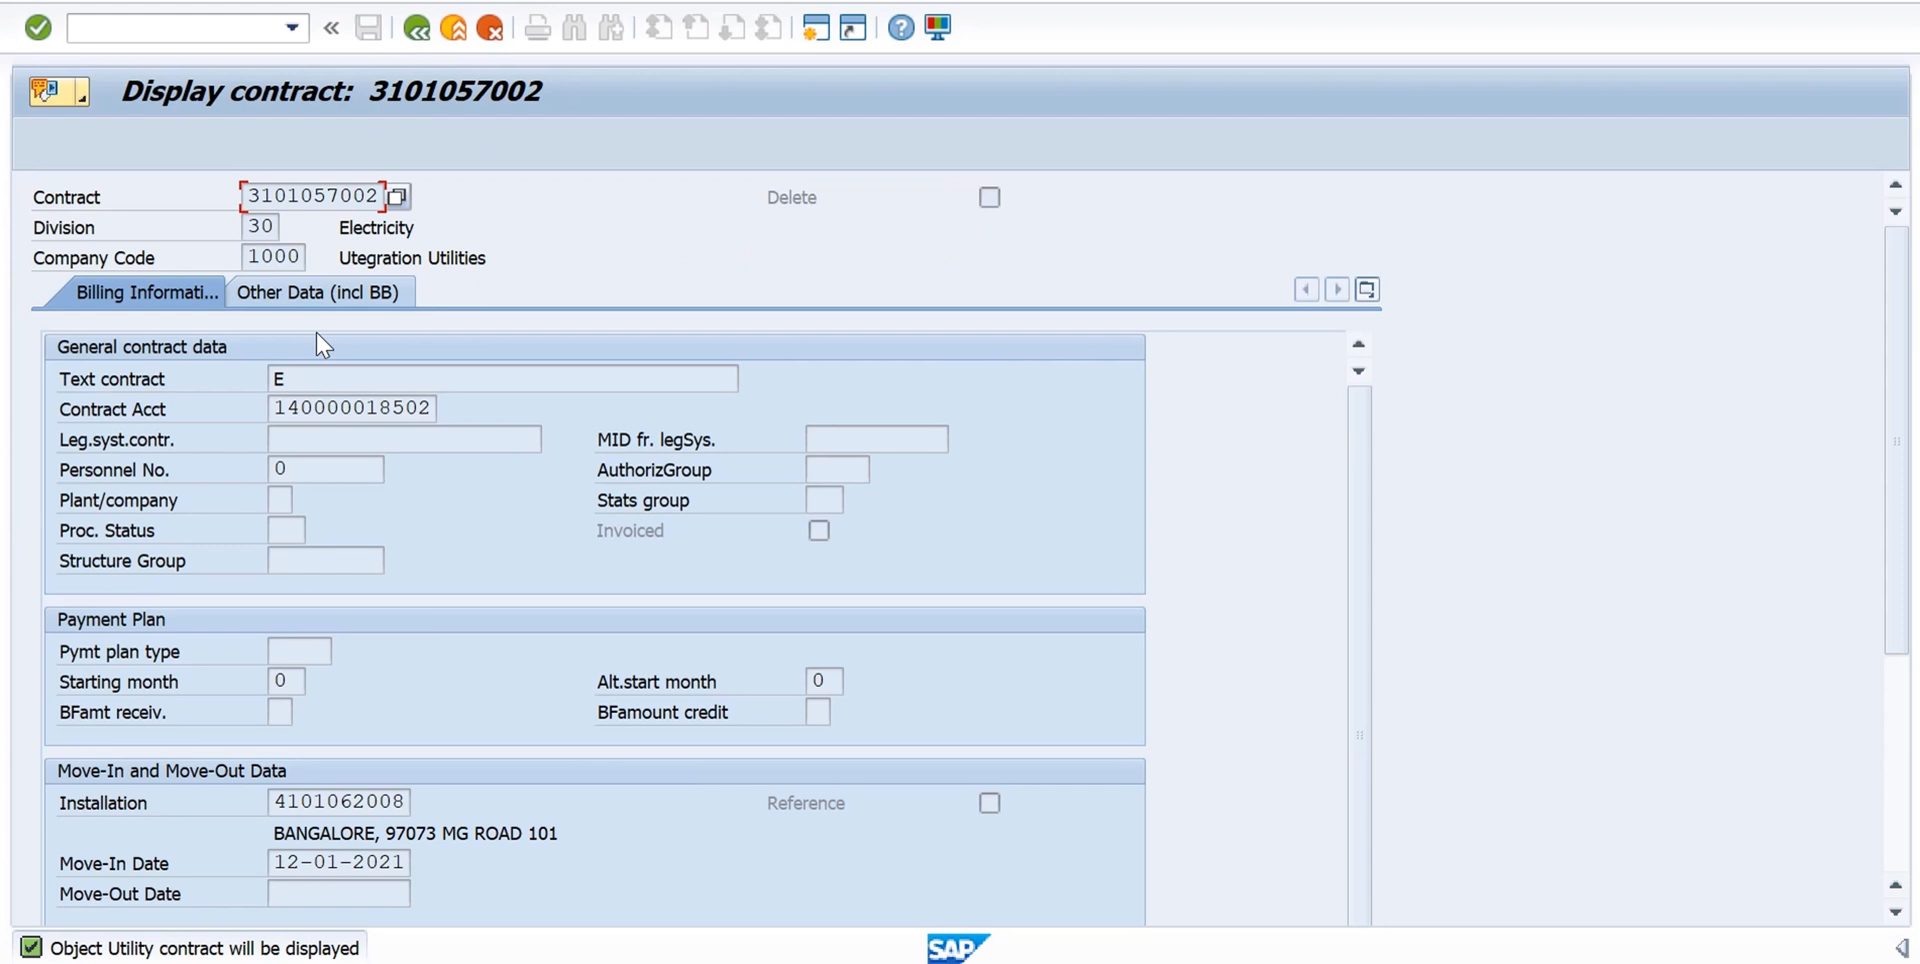 Display contract: 3101057002
Contract 3101057002 Delete
Division 30 Electricity
Company Code 1000 Utegration Utilities
Billing Informati... Other Data (incl BB)
General contract data
Text contract E
Contract Acct 140000018502
Leg.syst.contr. MID fr. legSys.
Personnel No. 0 AuthorizGroup
Plant/company Stats group
Proc. Status Invoiced
Structure Group
Payment Plan
Pymt plan type
Starting month 0 Alt.start month 0
BFamt receiv. BFamount credit
Move-In and Move-Out Data
Installation 4101062008 Reference
BANGALORE, 97073 MG ROAD 101
Move-In Date 12-01-2021
Move-Out Date
Object Utility contract will be displayed SAP